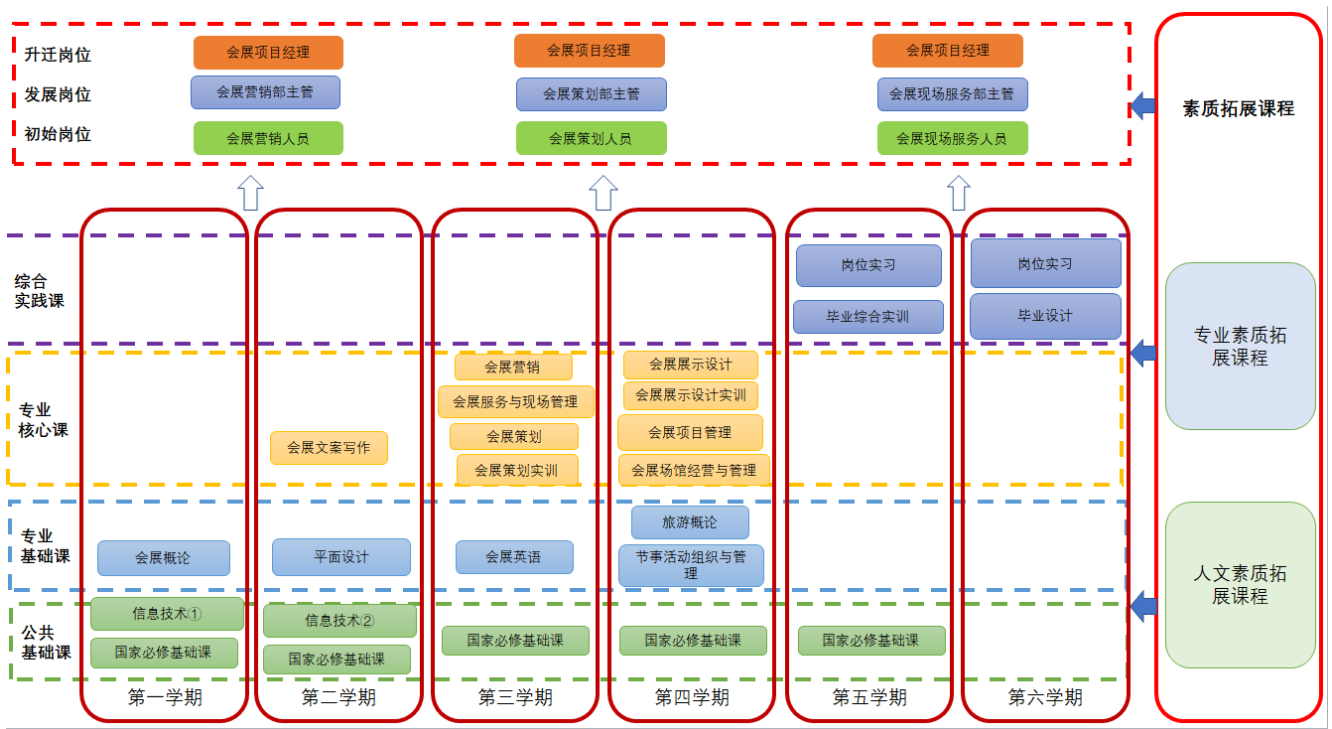 升迁岗位
会展项目经理
会展项目经理
会展项目经理
发展岗位
会展营销部主管
会展策划部主管
会展现场服务部主管
初始岗位
会展营销人员
会展策划人员
会展现场服务人员
素质拓展课程
综合
实践课
岗位实习
岗位实习
毕业综合实训
毕业设计
专业素质拓
展课程
专业
核心课
会展文案写作
会展营销
会展服务与现场管理
会展策划
会展策划实训
会展展示设计
会展展示设计实训
会展项目管理
会展场馆经营与管理
专业
基础课
会展概论
平面设计
会展英语
旅游概论
节事活动组织与管
理
人文素质拓
展课程
公共
基础课
信息技术①
国家必修基础课
信息技术②
国家必修基础课
国家必修基础课
国家必修基础课
国家必修基础课
第一学期
第二学期
第三学期
第四学期
第五学期
第六学期